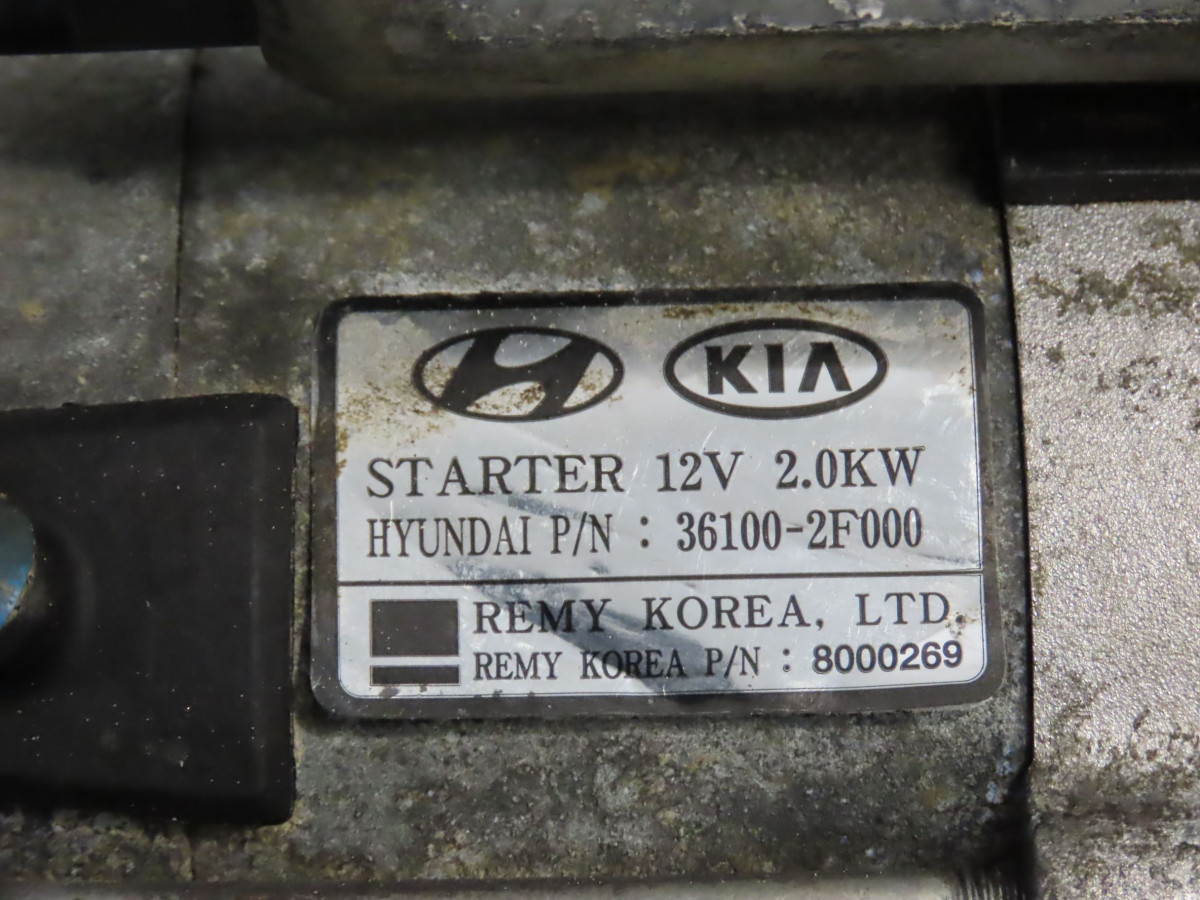 KIA
STARTER 12V 2.0KW
HYUNDAI P/N : 36100-2F000
REMY KOREA, LTD.
REMY KOREA P/N : 8000269